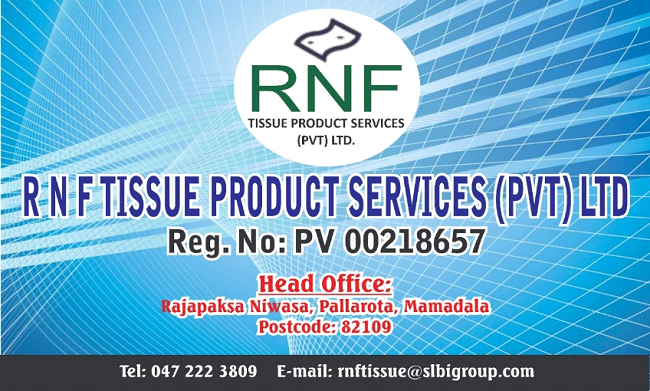 RNF
TISSUE PRODUCT SERVICES
(PVT) LTD.
R N F TISSUE PRODUCT SERVICES (PVT) LTD
Reg. No: PV 00218657
Head Office:
Rajapaksa Niwasa, Pallarota, Mamadala
Postcode: 82109
Tel: 047 222 3809 E-mail: rnftissue@slbigroup.com